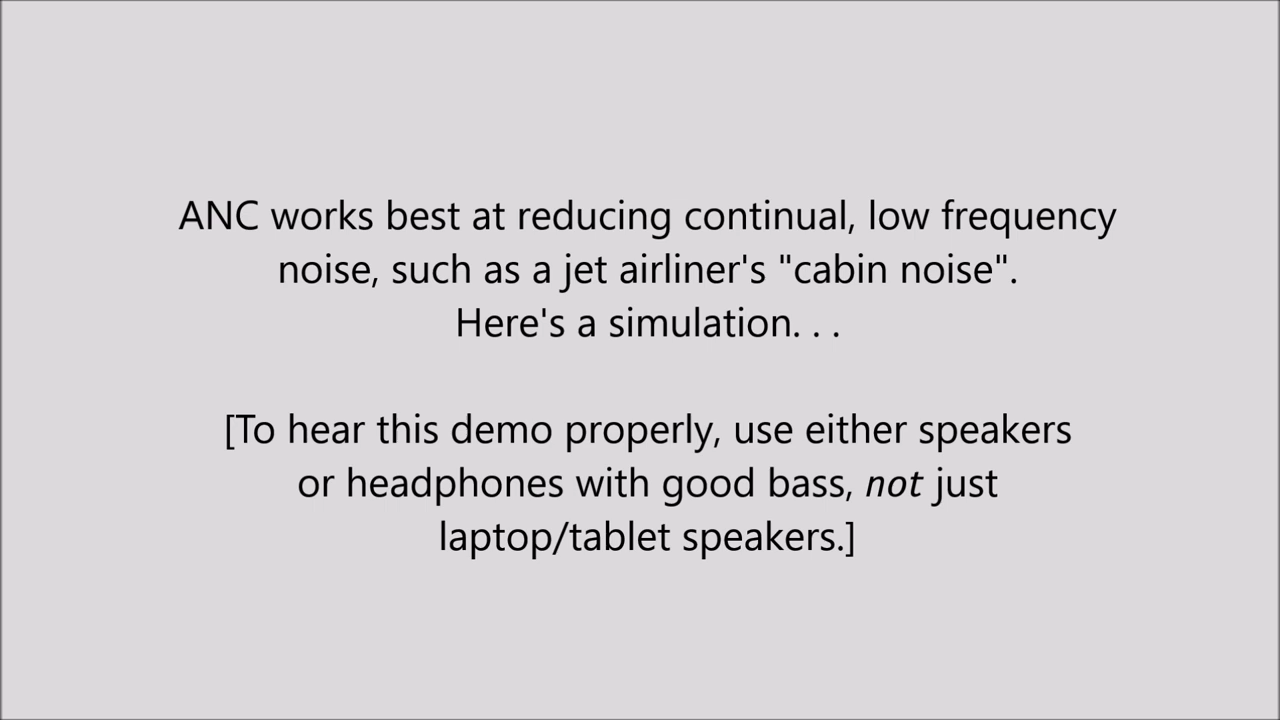 ANC works best at reducing continual, low frequency
noise, such as a jet airliner's "cabin noise".
Here's a simulation. . .
[To hear this demo properly, use either speakers
or headphones with good bass, not just
laptop/tablet speakers.]